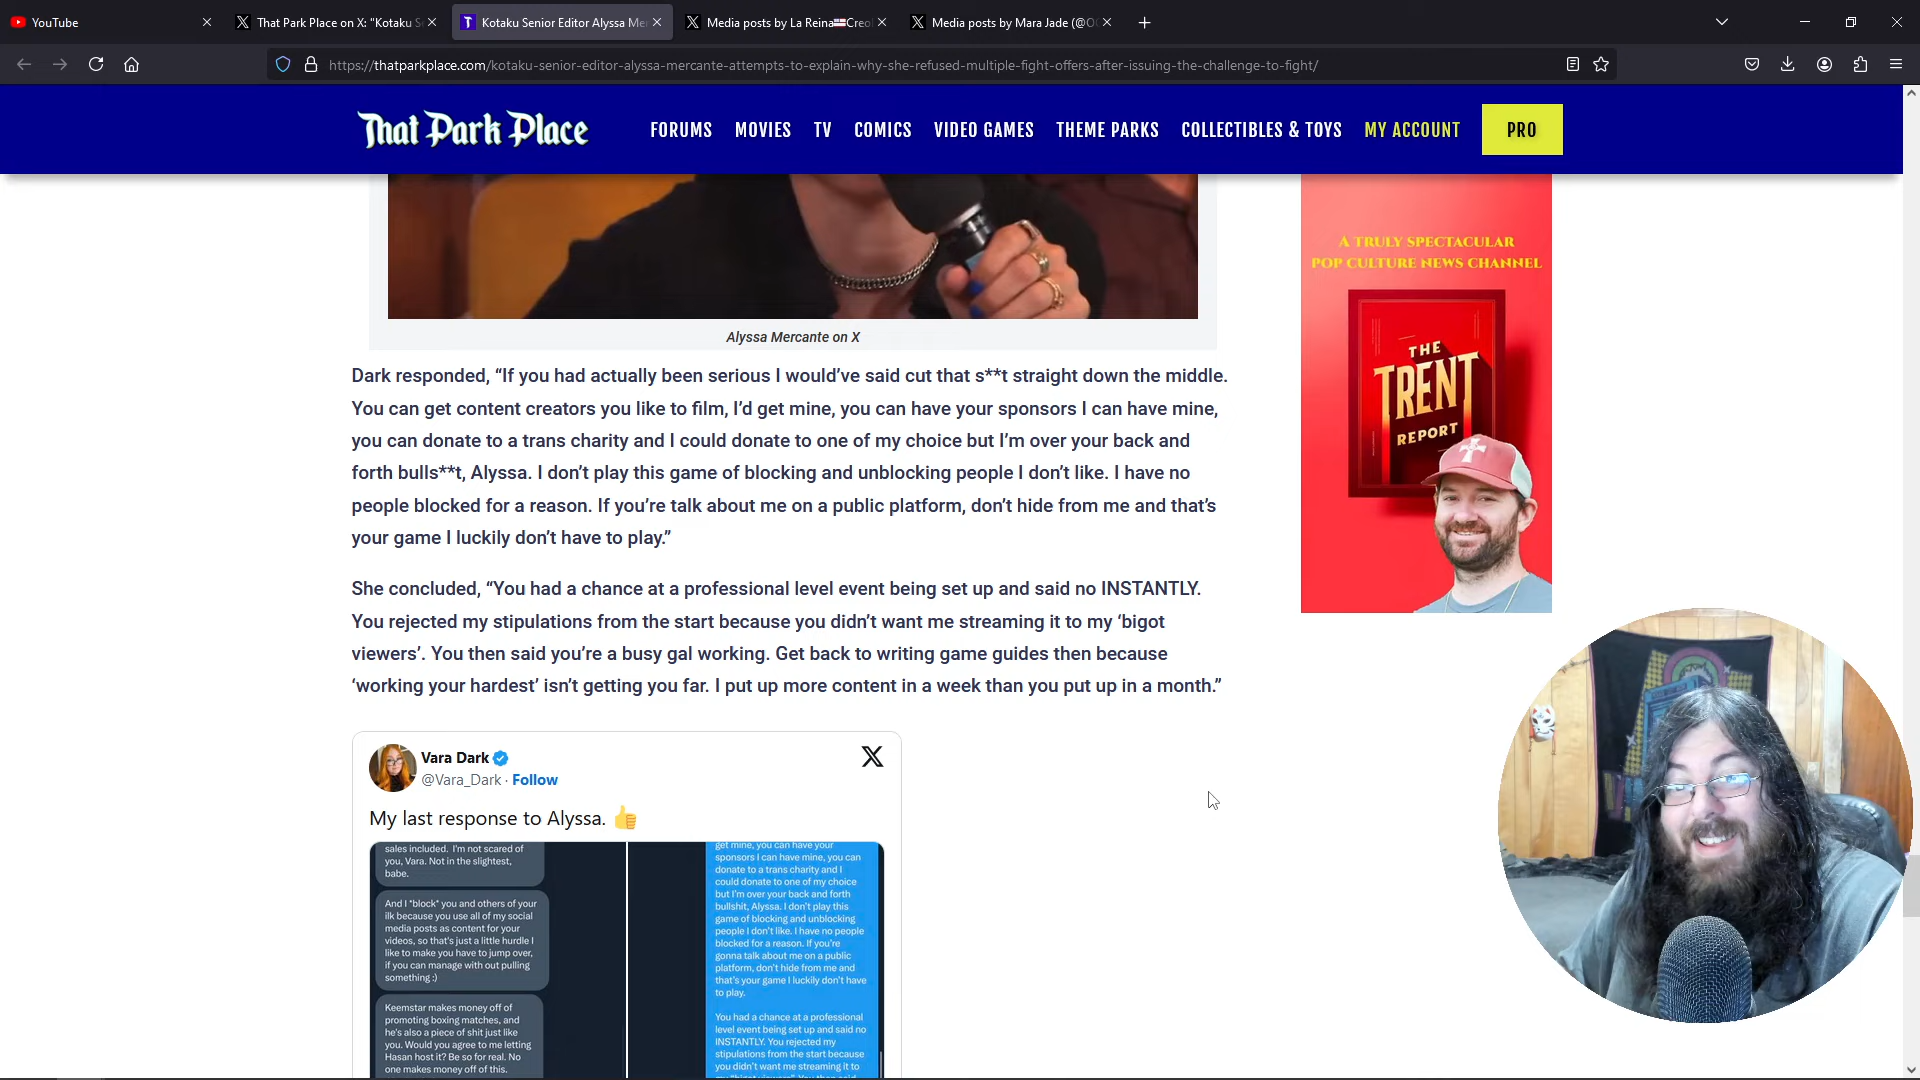 YouTube
That Park Place on X: "Kotaku S
Kotaku Senior Editor Alyssa Me
Media posts by La Reina Creo
Media posts by Mara Jade (@OC
https://thatparkplace.com/kotaku-senior-editor-alyssa-mercante-attempts-to-explain-why-she-refused-multiple-fight-offers-after-issuing-the-challenge-to-fight/
That Park Place
FORUMS MOVIES TV COMICS VIDEO GAMES THEME PARKS COLLECTIBLES & TOYS MY ACCOUNT PRO
Alyssa Mercante on X
Dark responded, “If you had actually been serious I would’ve said cut that s**t straight down the middle.
You can get content creators you like to film, I’d get mine, you can have your sponsors I can have mine,
you can donate to a trans charity and I could donate to one of my choice but I’m over your back and
forth bulls**t, Alyssa. I don’t play this game of blocking and unblocking people I don’t like. I have no
people blocked for a reason. If you’re talk about me on a public platform, don’t hide from me and that’s
your game I luckily don’t have to play.”
She concluded, “You had a chance at a professional level event being set up and said no INSTANTLY.
You rejected my stipulations from the start because you didn’t want me streaming it to my ‘bigot
viewers’. You then said you’re a busy gal working. Get back to writing game guides then because
‘working your hardest’ isn’t getting you far. I put up more content in a week than you put up in a month.”
Vara Dark
@Vara_Dark · Follow
My last response to Alyssa. 👍
sales included. I'm not scared of
you, Vara. Not in the slightest,
babe.
And I *block* you and others of your
ilk because you use all of my social
media posts as content for your
videos, so that's just a little hurdle I
like to make you have to jump over,
if you can manage with out pulling
something :)
Keemstar makes money off of
promoting boxing matches, and
he's also a piece of shit just like
you. Would you agree to me letting
Hasan host it? Be so for real. No
one makes money off of this.
get mine, you can have your
sponsors I can have mine, you can
donate to a trans charity and I
could donate to one of my choice
but I'm over your back and forth
bullshit, Alyssa. I don't play this
game of blocking and unblocking
people I don't like. I have no people
blocked for a reason. If you're
gonna talk about me on a public
platform, don't hide from me and
that's your game I luckily don't have
to play.
You had a chance at a professional
level event being set up and said no
INSTANTLY. You rejected my
stipulations from the start because
you didn't want me streaming it to
A TRULY SPECTACULAR
POP CULTURE NEWS CHANNEL
THE
TRENT
REPORT